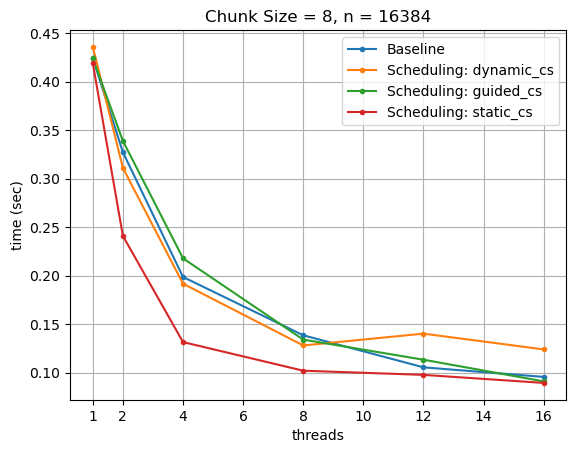 Chunk Size = 8, n = 16384
Baseline
Scheduling: dynamic_cs
Scheduling: guided_cs
Scheduling: static_cs
time (sec)
0.45
0.40
0.35
0.30
0.25
0.20
0.15
0.10
1 2 4 6 8 10 12 14 16
threads